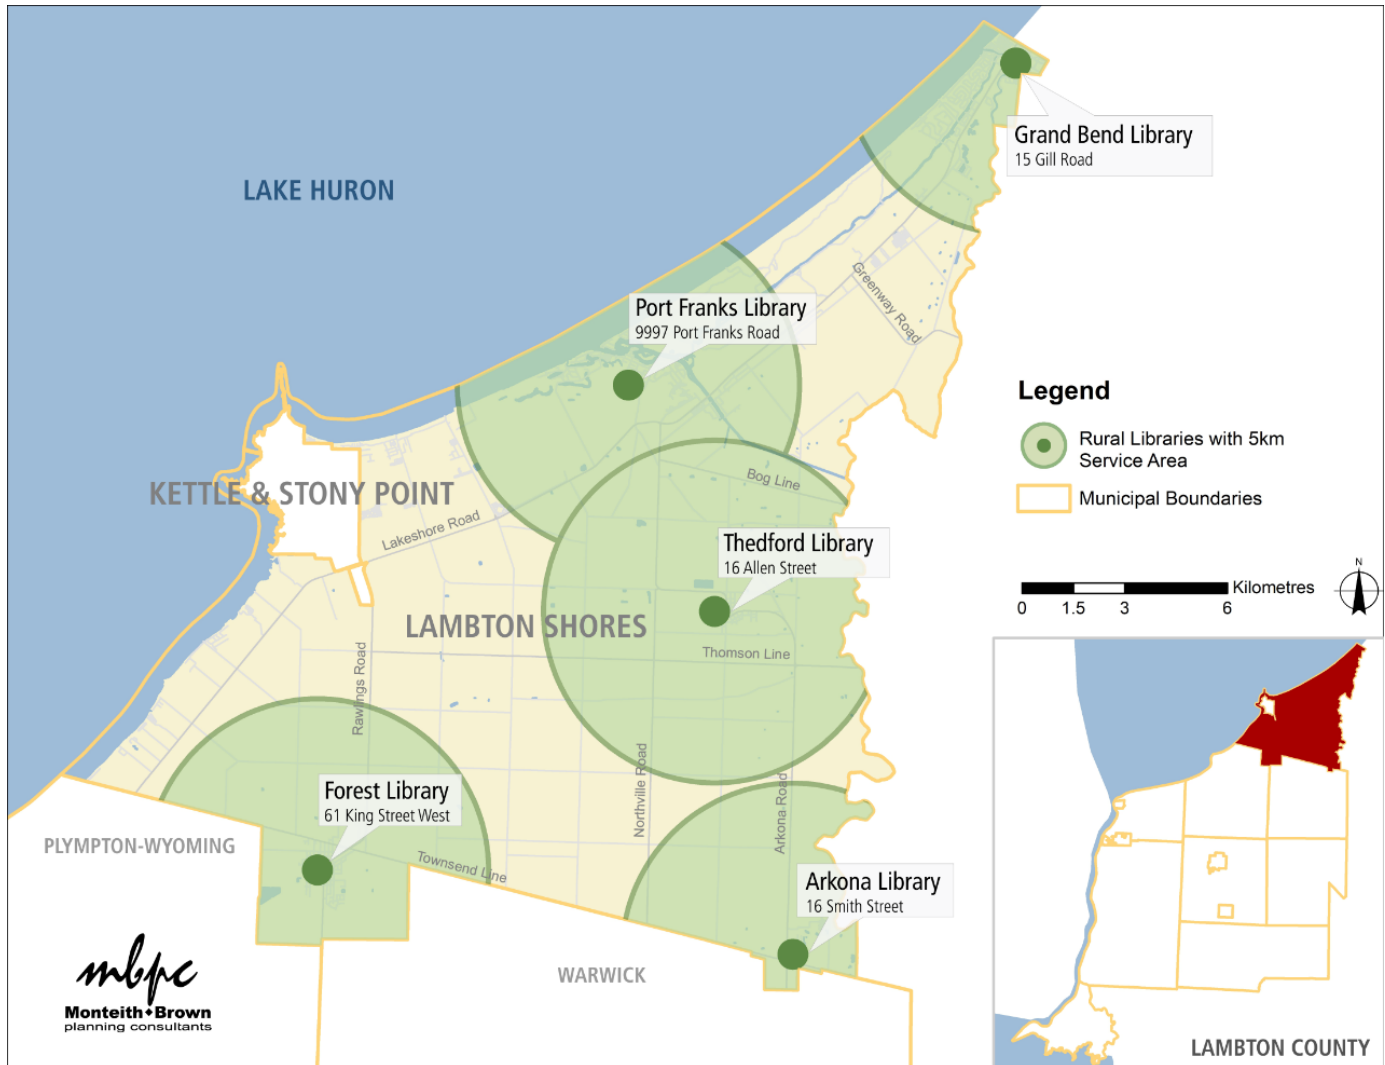 Grand Bend Library
15 Gill Road
LAKE HURON
Greenway Road
Port Franks Library
9997 Port Franks Road
Legend
Rural Libraries with 5km
Service Area
Municipal Boundaries
Bog Line
KETTLE & STONY POINT
Lakeshore Road
Thedford Library
16 Allen Street
N
Kilometres
0 1.5 3 6
LAMBTON SHORES
Thomson Line
Rawlings Road
Northville Road
Arkona Road
Forest Library
61 King Street West
PLYMPTON-WYOMING
Townsend Line
Arkona Library
16 Smith Street
WARWICK
mbpc
Monteith Brown
planning consultants
LAMBTON COUNTY